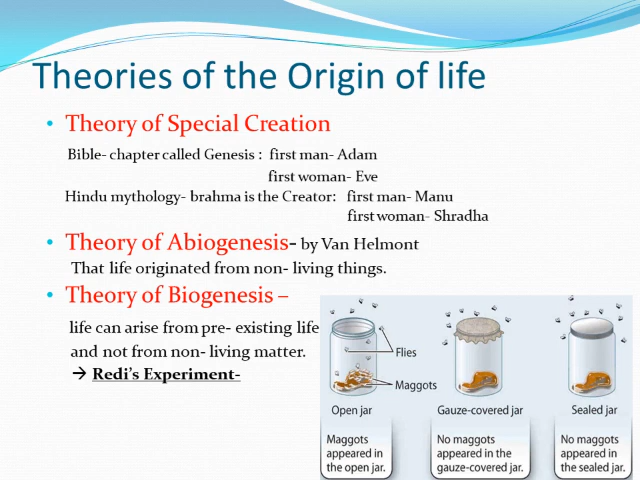 Theories of the Origin of life
• Theory of Special Creation
Bible- chapter called Genesis : first man- Adam
first woman- Eve
Hindu mythology- brahma is the Creator: first man- Manu
first woman- Shradha
• Theory of Abiogenesis- by Van Helmont
That life originated from non- living things.
• Theory of Biogenesis –
life can arise from pre- existing life
and not from non- living matter.
→ Redi's Experiment-
Flies
Maggots
Open jar
Maggots
appeared in
the open jar.
Gauze-covered jar
No maggots
appeared in the
gauze-covered jar.
Sealed jar
No maggots
appeared in
the sealed jar.